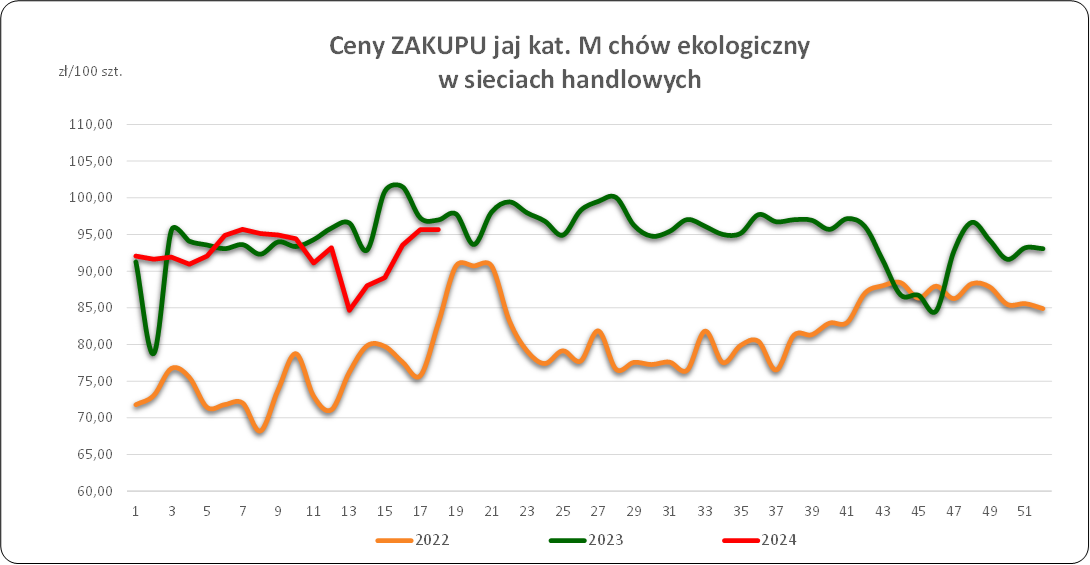 Ceny ZAKUPU jaj kat. M chów ekologiczny
w sieciach handlowych
zł/100 szt.
110,00
105,00
100,00
95,00
90,00
85,00
80,00
75,00
70,00
65,00
60,00
1 3 5 7 9 11 13 15 17 19 21 23 25 27 29 31 33 35 37 39 41 43 45 47 49 51
2022 2023 2024